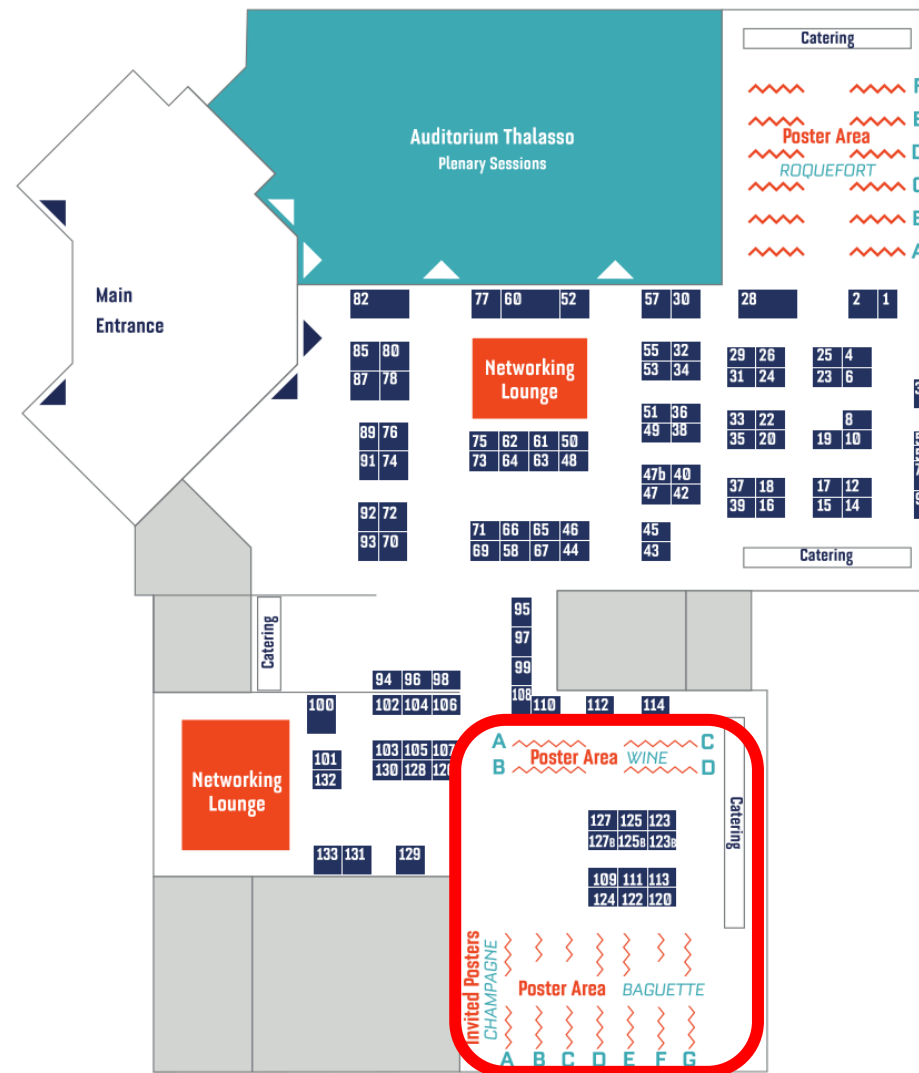 Catering
Auditorium Thalasso
Plenary Sessions
Poster Area
ROQUEFORT
E
D
C
B
A
Main
Entrance
82
77 60 52
57 30
28
2 1
85 80
87 78
Networking
Lounge
55 32
53 34
29 26
31 24
25 4
23 6
51 36
49 38
33 22
35 20
8
19 10
89 76
91 74
75 62 61 50
73 64 63 48
47b 40
47 42
37 18
39 16
17 12
15 14
92 72
93 70
71 66 65 46
69 58 67 44
45
43
Catering
Catering
95
97
99
108
94 96 98
100
102 104 106
110
112
114
A
Poster Area WINE
C
B
D
Networking
Lounge
101
132
103 105 107
130 128
Catering
127 125 123
127B 125B 123B
133 131
129
109 111 113
124 122 120
Invited Posters
CHAMPAGNE
Poster Area BAGUETTE
A B C D E F G